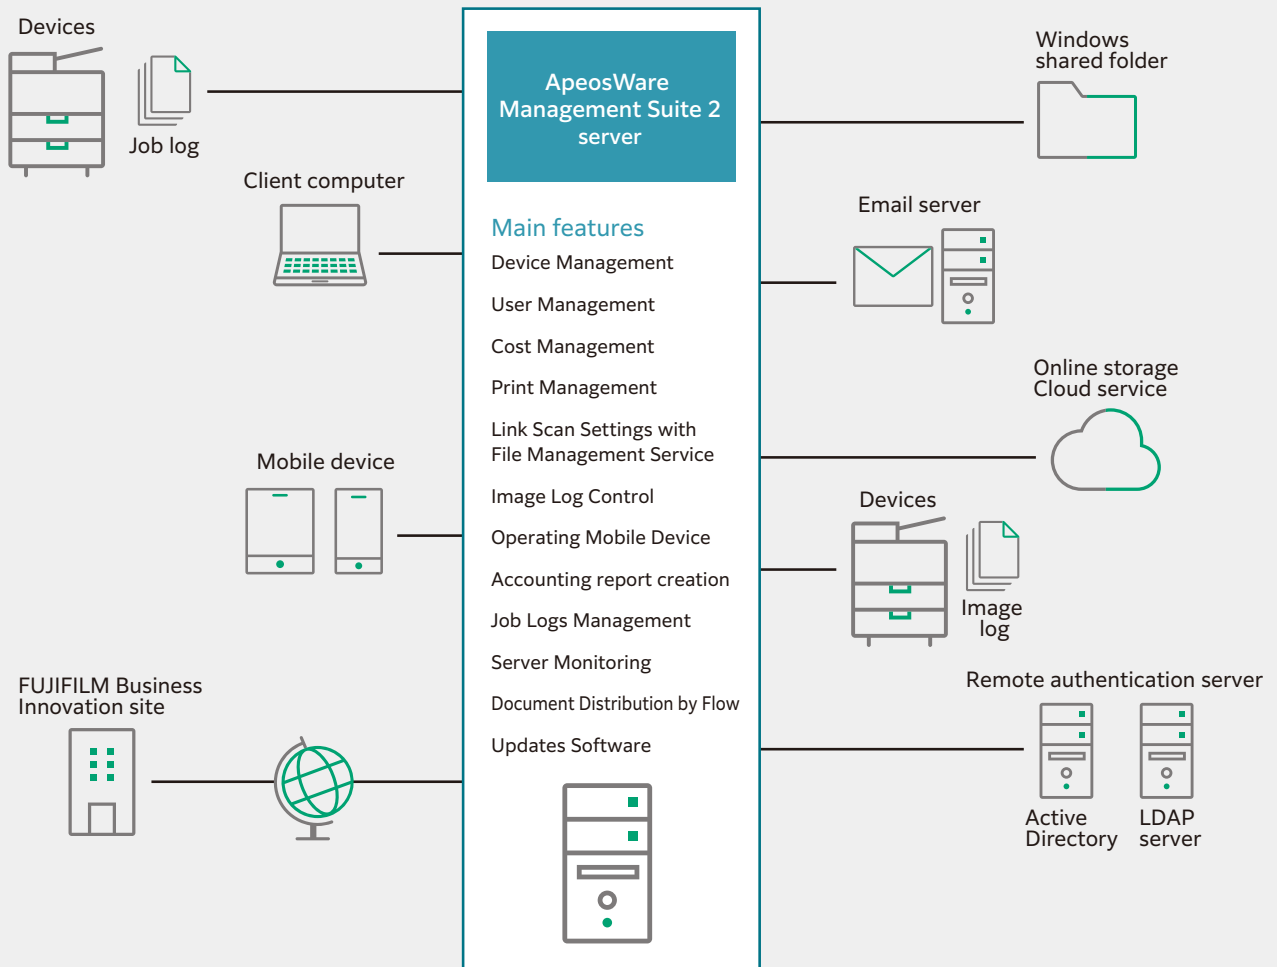 Devices
Job log
Client computer
Mobile device
FUJIFILM Business
Innovation site
ApeosWare
Management Suite 2
server
Main features
Device Management
User Management
Cost Management
Print Management
Link Scan Settings with
File Management Service
Image Log Control
Operating Mobile Device
Accounting report creation
Job Logs Management
Server Monitoring
Document Distribution by Flow
Updates Software
Windows
shared folder
Email server
Online storage
Cloud service
Devices
Image
log
Remote authentication server
Active
Directory
LDAP
server